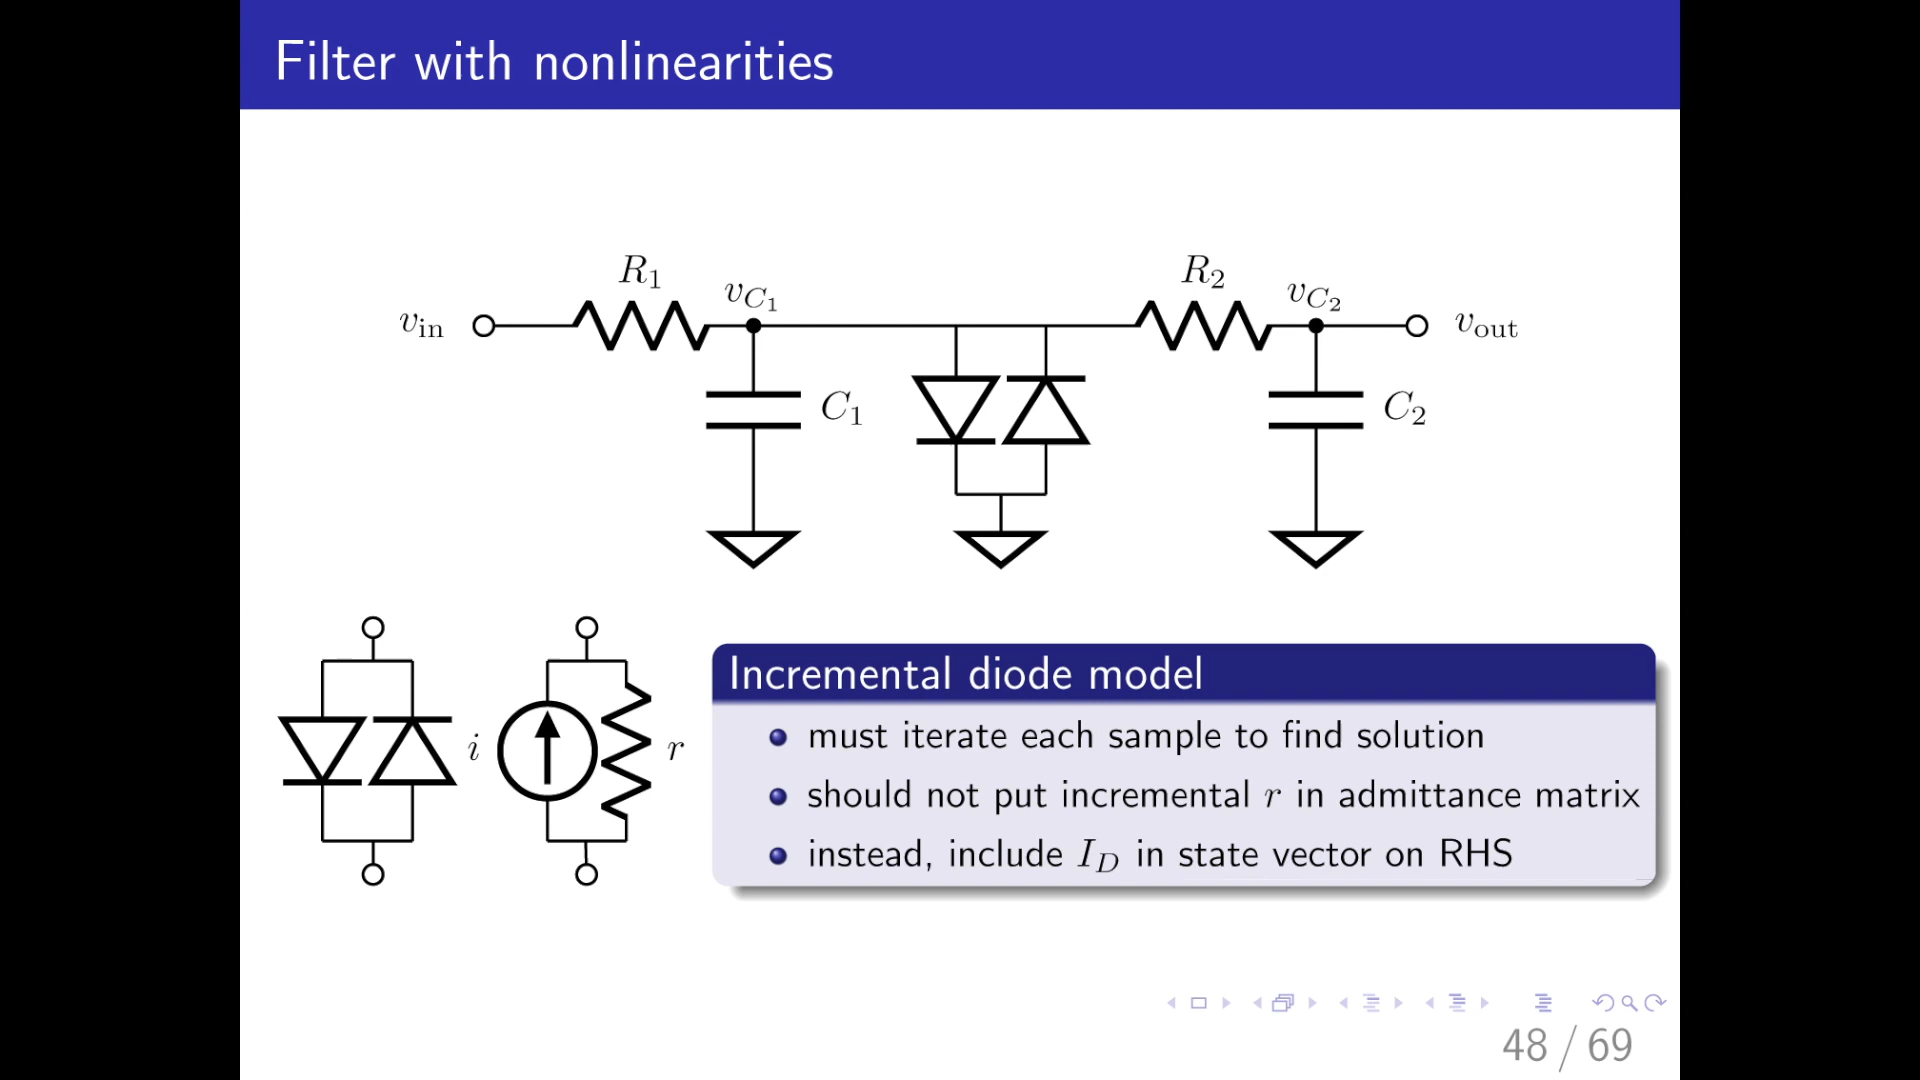 Filter with nonlinearities
R1 R2
vin vC1 vC2 vout
C1 C2
i r
Incremental diode model
must iterate each sample to find solution
should not put incremental r in admittance matrix
instead, include ID in state vector on RHS
48 / 69